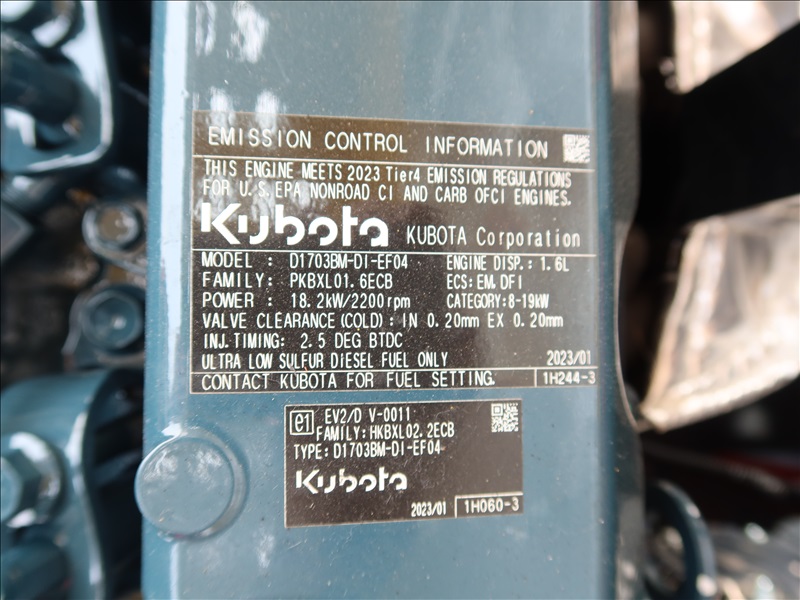 EMISSION CONTROL INFORMATION
THIS ENGINE MEETS 2023 Tier4 EMISSION REGULATIONS
FOR U.S.EPA NONROAD CI AND CARB OFCI ENGINES.
Kubota KUBOTA Corporation
MODEL : D1703BM-DI-EF04 ENGINE DISP.: 1.6L
FAMILY: PKBXL01.6ECB ECS: EM,DFI
POWER : 18.2kW/2200rpm CATEGORY: 8-19kW
VALVE CLEARANCE(COLD): IN 0.20mm EX 0.20mm
INJ.TIMING: 2.5 DEG BTDC
ULTRA LOW SULFUR DIESEL FUEL ONLY 2023/01
CONTACT KUBOTA FOR FUEL SETTING. 1H244-3
e1 EV2/D V-0011
FAMILY: HKBXL02.2ECB
TYPE: D1703BM-DI-EF04
Kubota
2023/01 1H060-3